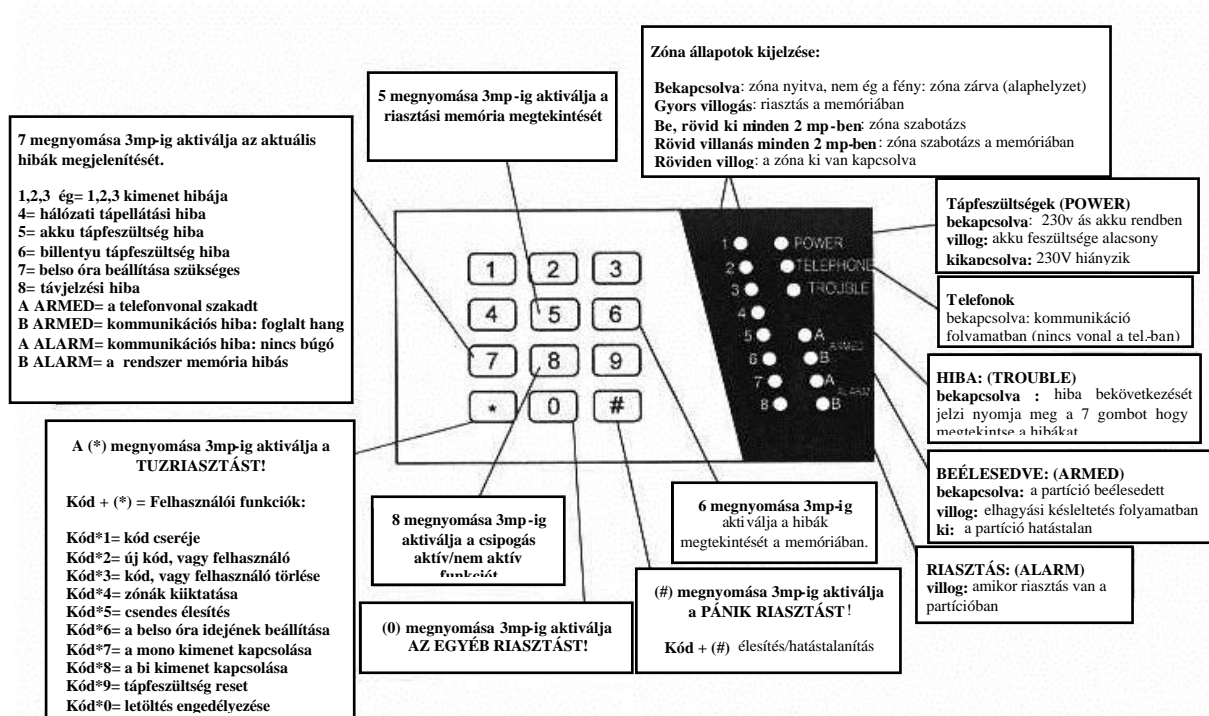 Zóna állapotok kijelzése:
Bekapcsolva: zóna nyitva, nem ég a fény: zóna zárva (alaphelyzet)
Gyors villogás: riasztás a memóriában
Be, rövid ki minden 2 mp-ben: zóna szabotázs
Rövid villanás minden 2 mp-ben: zóna szabotázs a memóriában
Röviden villog: a zóna ki van kapcsolva
5 megnyomása 3mp-ig aktiválja a
riasztási memória megtekintését
7 megnyomása 3mp-ig aktiválja az aktuális
hibák megjelenítését.
1,2,3 ég= 1,2,3 kimenet hibája
4= hálózati tápellátási hiba
5= akku tápfeszültség hiba
6= billentyu tápfeszültség hiba
7= belso óra beállítása szükséges
8= távjelzési hiba
A ARMED= a telefonvonal szakadt
B ARMED= kommunikációs hiba: foglalt hang
A ALARM= kommunikációs hiba: nincs búgó
B ALARM= a rendszer memória hibás
Tápfeszültségek (POWER)
bekapcsolva: 230v ás akku rendben
villog: akku feszültsége alacsony
kikapcsolva: 230V hiányzik
Telefonok
bekapcsolva: kommunikáció
folyamatban (nincs vonal a tel.-ban)
HIBA: (TROUBLE)
bekapcsolva : hiba bekövetkezését
jelzi nyomja meg a 7 gombot hogy
megtekintse a hibákat
BEÉLESEDVE: (ARMED)
bekapcsolva: a partíció beélesedett
villog: elhagyási késleltetés folyamatban
ki: a partíció hatástalan
RIASZTÁS: (ALARM)
villog: amikor riasztás van a
partícióban
1 2 3
4 5 6
7 8 9
* 0 #
1 POWER
2 TELEPHONE
3 TROUBLE
4
5 A
ARMED
6 B
7 A
ALARM
8 B
A (*) megnyomása 3mp-ig aktiválja a
TUZRIASZTÁST!
Kód + (*) = Felhasználói funkciók:
Kód*1= kód cseréje
Kód*2= új kód, vagy felhasználó
Kód*3= kód, vagy felhasználó törlése
Kód*4= zónák kiiktatása
Kód*5= csendes élesítés
Kód*6= a belso óra idejének beállítása
Kód*7= a mono kimenet kapcsolása
Kód*8= a bi kimenet kapcsolása
Kód*9= tápfeszültség reset
Kód*0= letöltés engedélyezése
8 megnyomása 3mp-ig
aktiválja a csipogás
aktív/nem aktív
funkciót
6 megnyomása 3mp-ig
aktiválja a hibák
megtekintését a memóriában.
(0) megnyomása 3mp-ig aktiválja
AZ EGYÉB RIASZTÁST!
(#) megnyomása 3mp-ig aktiválja
a PÁNIK RIASZTÁST!
Kód + (#) élesítés/hatástalanítás